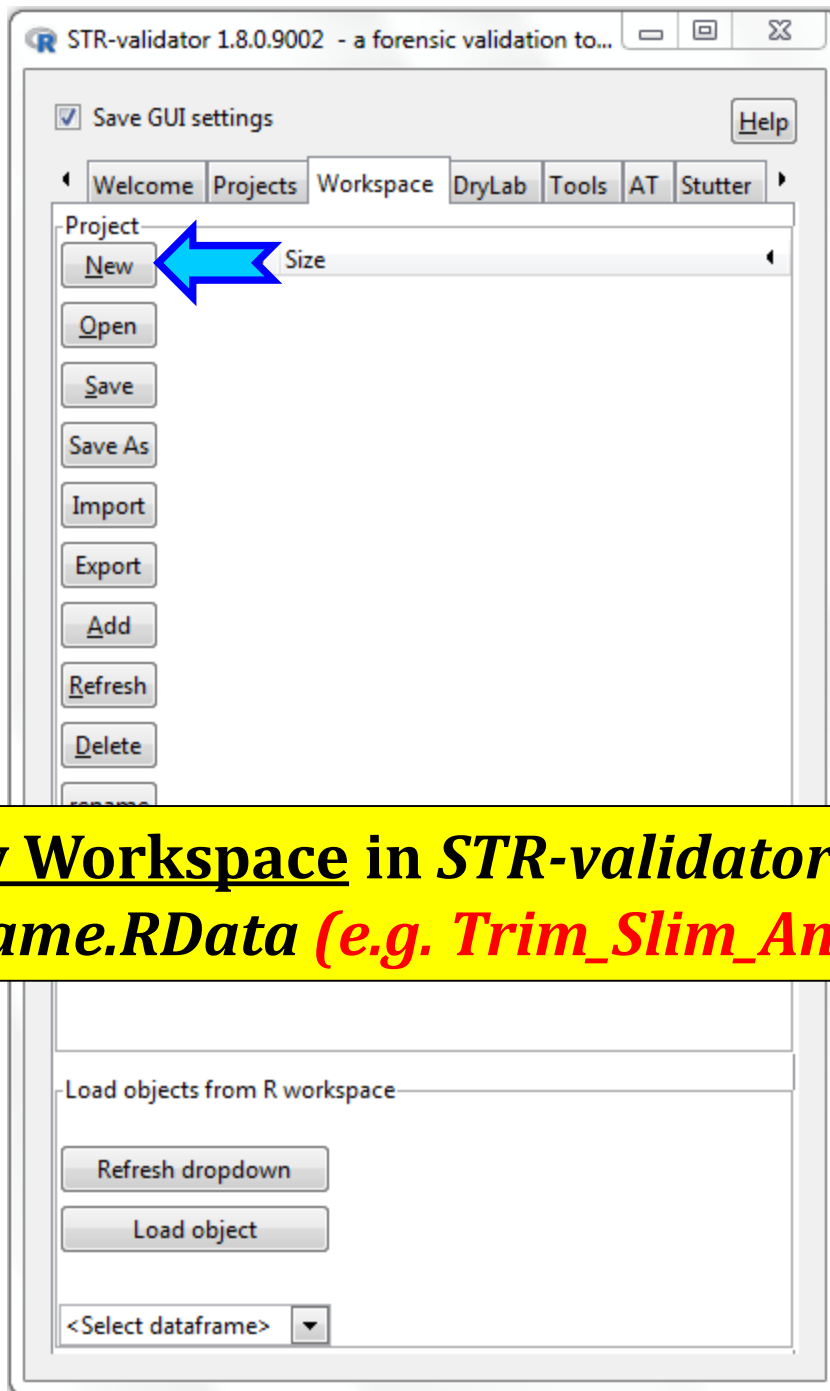 STR-validator 1.8.0.9002 - a forensic validation to...
Save GUI settings
Help
Welcome Projects Workspace DryLab Tools AT Stutter
Project
New
Size
Open
Save
Save As
Import
Export
Add
Refresh
Delete
Workspace in STR-validator
ame.RData (e.g. Trim_Slim_An
Load objects from R workspace
Refresh dropdown
Load object
<Select dataframe>